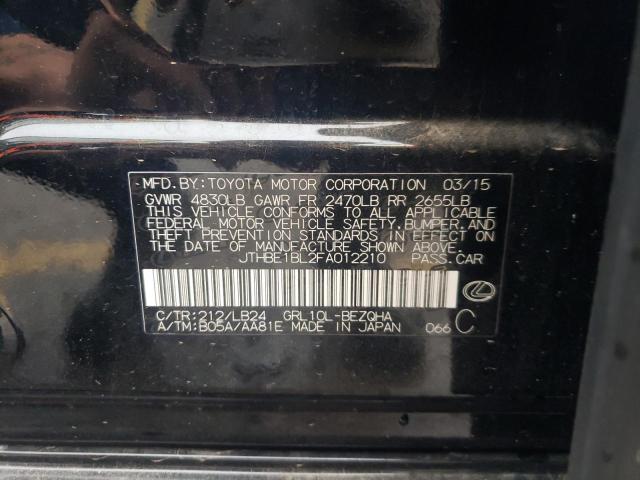 MFD.BY:TOYOTA MOTOR CORPORATION 03/15
GVWR 4830LB GAWR FR 2470LB RR 2655LB
THIS VEHICLE CONFORMS TO ALL APPLICABLE
FEDERAL MOTOR VEHICLE SAFETY, BUMPER, AND
THEFT PREVENTION STANDARDS IN EFFECT ON
THE DATE OF MANUFACTURE SHOWN ABOVE.
JTHBE1BL2FA012210 PASS.CAR
C/TR:212/LB24 GRL10L-BEZQHA
A/TM:B05A/AA81E MADE IN JAPAN 066 C